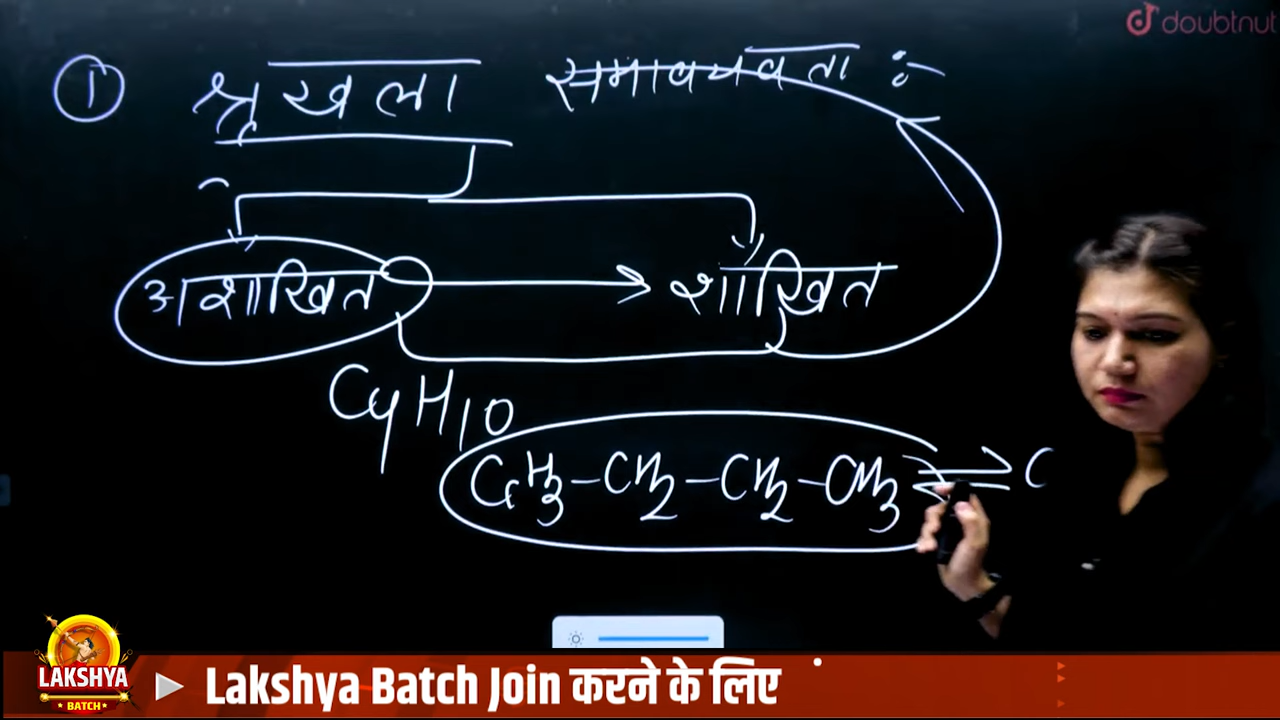 doubtnut
① श्रृखला समावयवता :-
अशाखित → शाखित
C4H10
CH3-CH2-CH2-CH3 ⇌ C
LAKSHYA
BATCH
Lakshya Batch Join करने के लिए